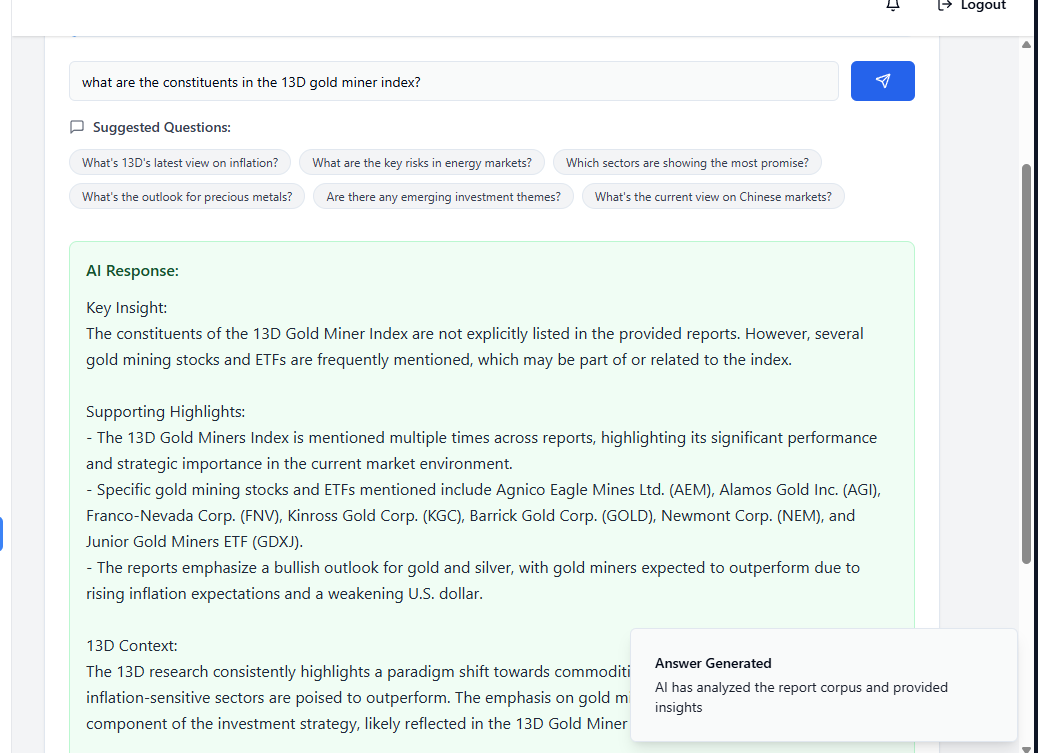 Logout
what are the constituents in the 13D gold miner index?
Suggested Questions:
What's 13D's latest view on inflation?
What are the key risks in energy markets?
Which sectors are showing the most promise?
What's the outlook for precious metals?
Are there any emerging investment themes?
What's the current view on Chinese markets?
AI Response:
Key Insight:
The constituents of the 13D Gold Miner Index are not explicitly listed in the provided reports. However, several
gold mining stocks and ETFs are frequently mentioned, which may be part of or related to the index.
Supporting Highlights:
- The 13D Gold Miners Index is mentioned multiple times across reports, highlighting its significant performance
and strategic importance in the current market environment.
- Specific gold mining stocks and ETFs mentioned include Agnico Eagle Mines Ltd. (AEM), Alamos Gold Inc. (AGI),
Franco-Nevada Corp. (FNV), Kinross Gold Corp. (KGC), Barrick Gold Corp. (GOLD), Newmont Corp. (NEM), and
Junior Gold Miners ETF (GDXJ).
- The reports emphasize a bullish outlook for gold and silver, with gold miners expected to outperform due to
rising inflation expectations and a weakening U.S. dollar.
13D Context:
The 13D research consistently highlights a paradigm shift towards commoditi
inflation-sensitive sectors are poised to outperform. The emphasis on gold m
component of the investment strategy, likely reflected in the 13D Gold Miner
Answer Generated
AI has analyzed the report corpus and provided
insights